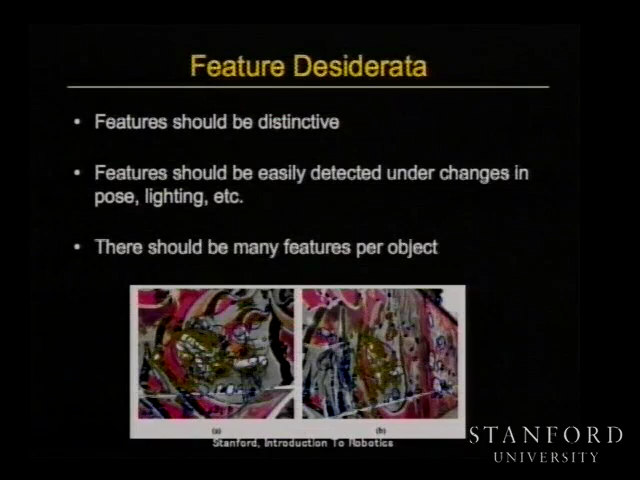 Feature Desiderata
• Features should be distinctive
• Features should be easily detected under changes in
pose, lighting, etc.
• There should be many features per object
(a) (b)
Stanford, Introduction To Robotics
STANFORD
UNIVERSITY